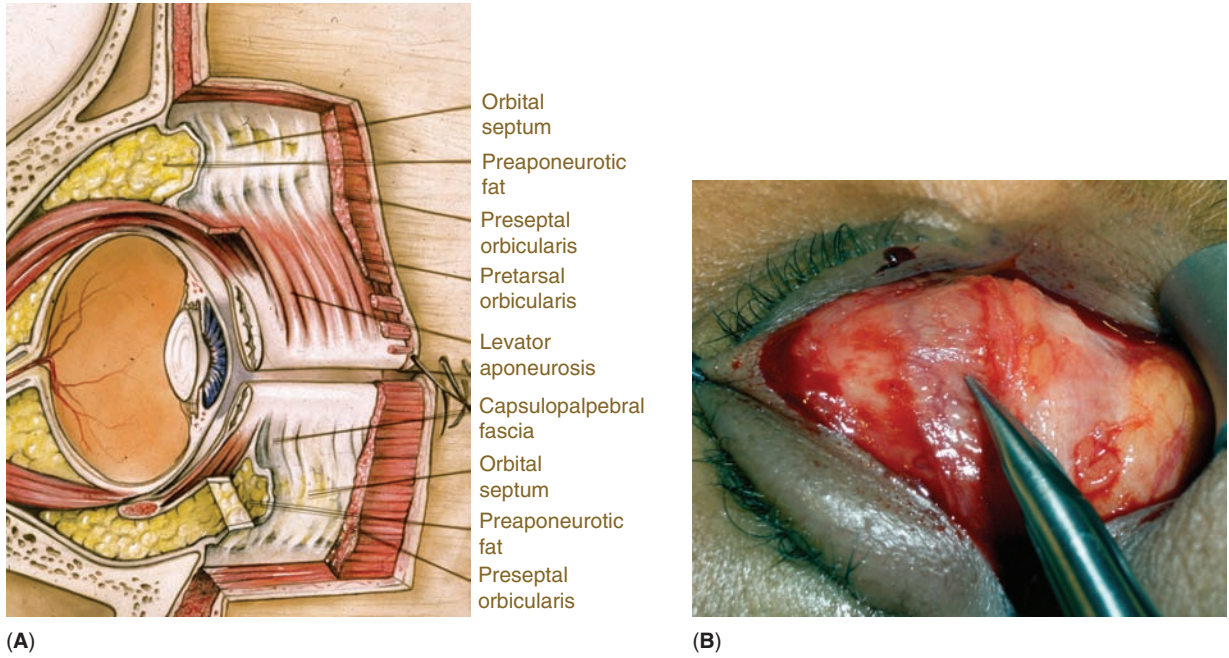 Orbital
septum
Preaponeurotic
fat
Preseptal
orbicularis
Pretarsal
orbicularis
Levator
aponeurosis
Capsulopalpebral
fascia
Orbital
septum
Preaponeurotic
fat
Preseptal
orbicularis
(A)
(B)